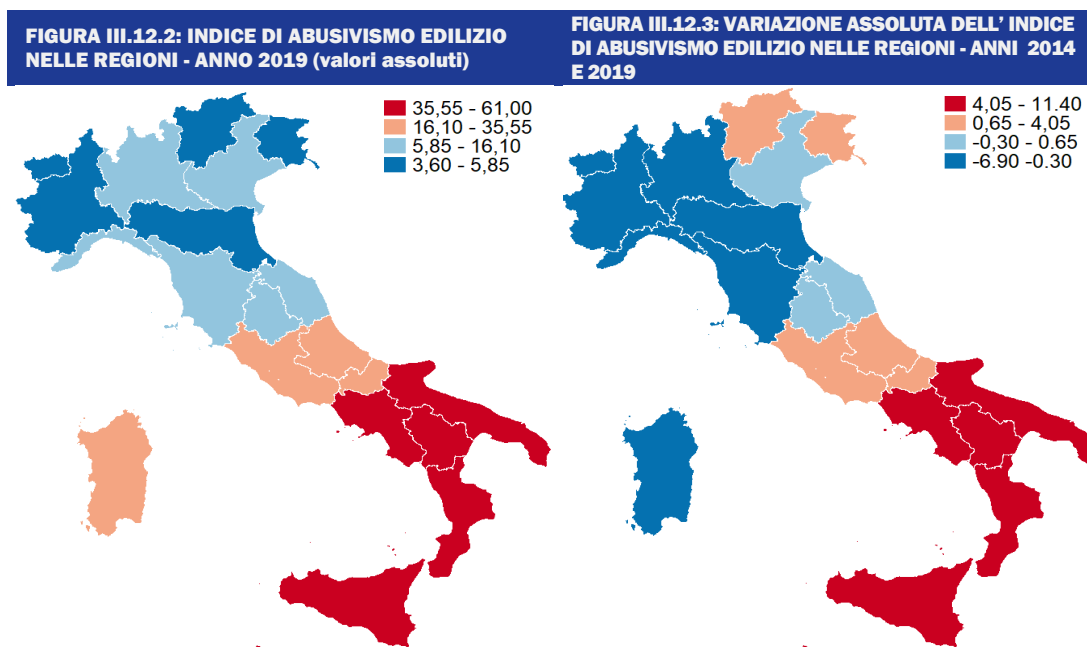 FIGURA III.12.2: INDICE DI ABUSIVISMO EDILIZIO
NELLE REGIONI - ANNO 2019 (valori assoluti)
35,55 - 61,00
16,10 - 35,55
5,85 - 16,10
3,60 - 5,85
FIGURA III.12.3: VARIAZIONE ASSOLUTA DELL' INDICE
DI ABUSIVISMO EDILIZIO NELLE REGIONI - ANNI 2014
E 2019
4,05 - 11.40
0,65 - 4,05
-0,30 - 0.65
-6.90 -0.30